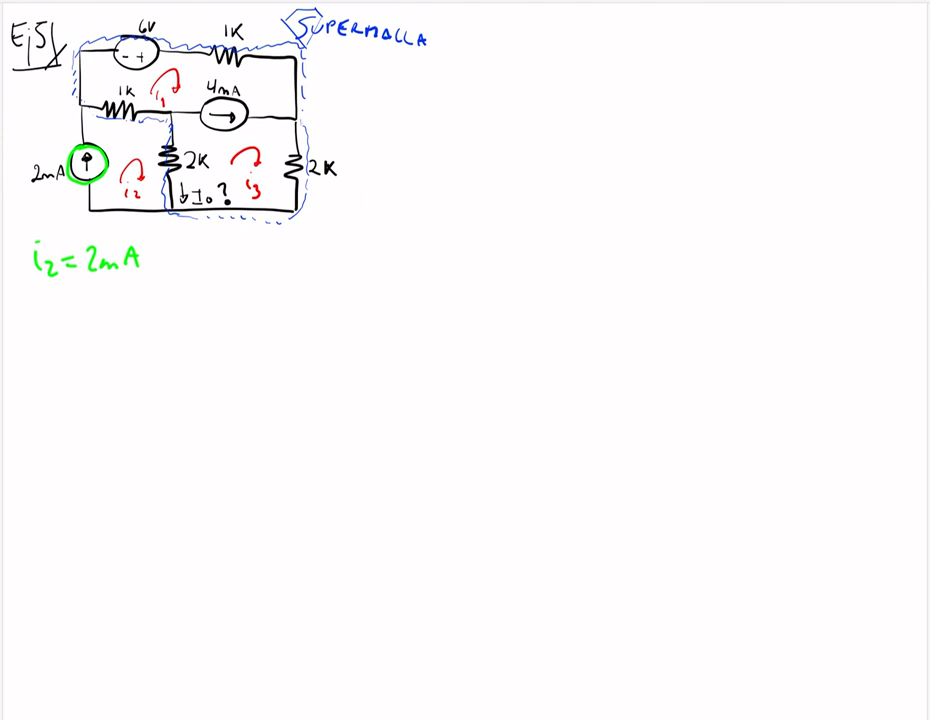 Ej5)
6V
1K
SUPERMALLA
- +
1K
i1
4mA
2mA
i2
2K
i3
2K
↓Io?
i2 = 2mA